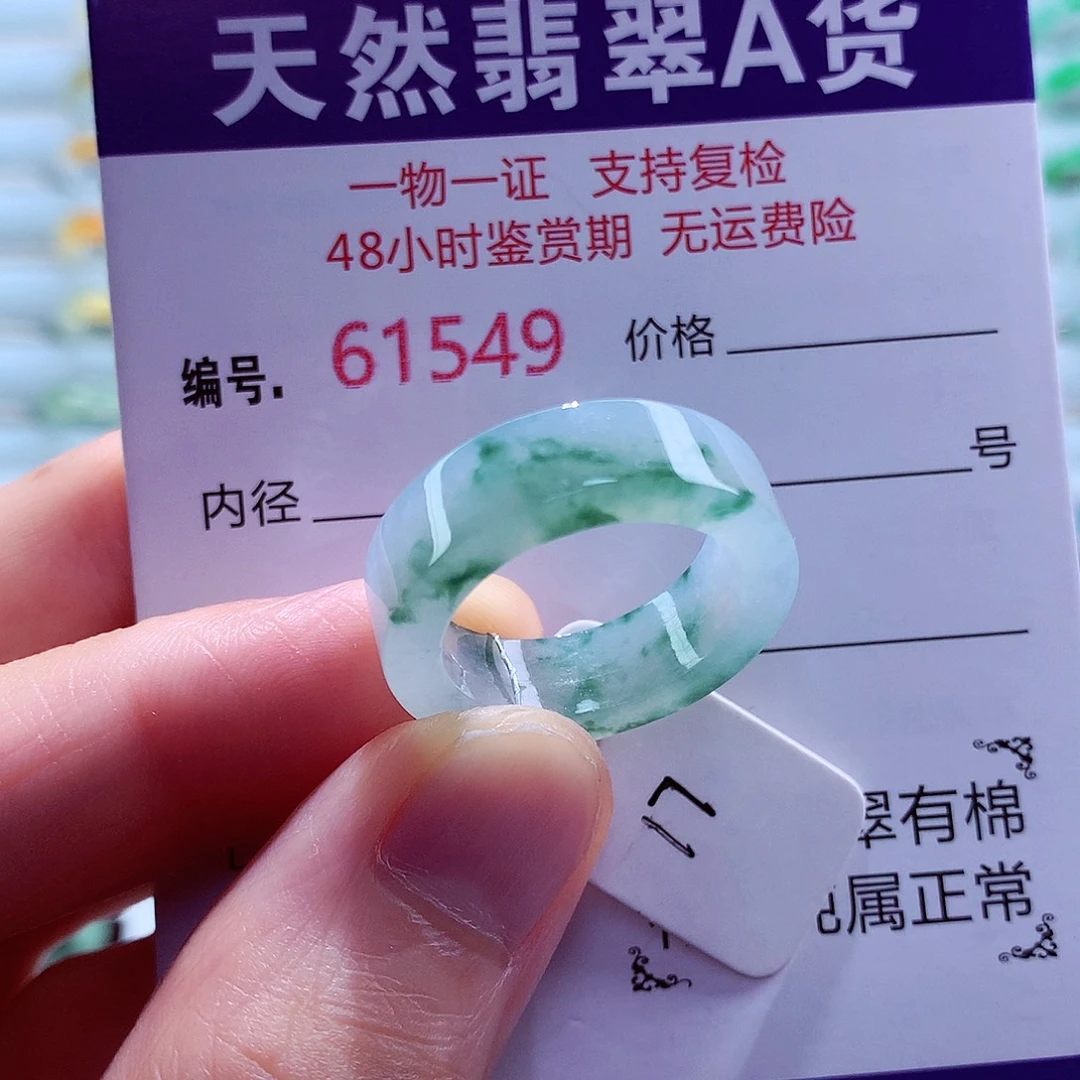 天然翡翠A货
一物一证 支持复检
48小时鉴赏期 无运费险
编号. 61549 价格
内径 号
17
翠有棉
属正常